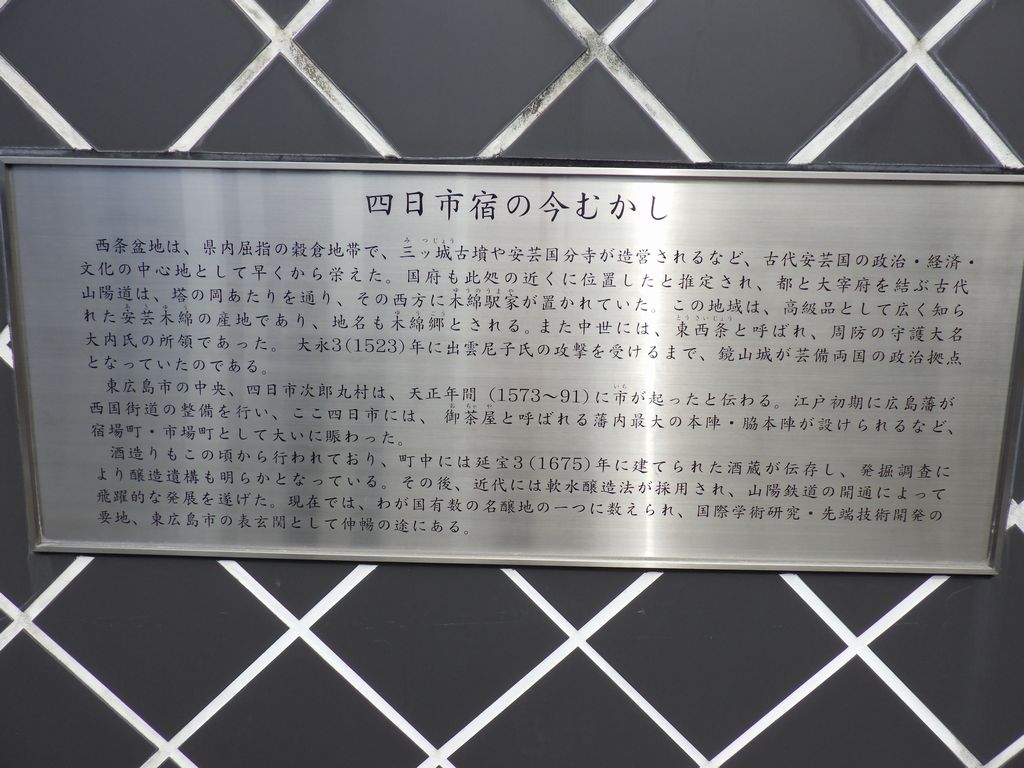 四日市宿の今むかし
西条盆地は、県内屈指の穀倉地帯で、三ッ城古墳や安芸国分寺が造営されるなど、古代安芸国の政治・経済・
文化の中心地として早くから栄えた。国府も此処の近くに位置したと推定され、都と大宰府を結ぶ古代
山陽道は、塔の岡あたりを通り、その西方に木綿駅家が置かれていた。この地域は、高級品として広く知ら
れた安芸木綿の産地であり、地名も木綿郷とされる。また中世には、東西条と呼ばれ、周防の守護大名
大内氏の所領であった。大永3(1523)年に出雲尼子氏の攻撃を受けるまで、鏡山城が芸備両国の政治拠点
となっていたのである。
東広島市の中央、四日市次郎丸村は、天正年間(1573〜91)に市が起ったと伝わる。江戸初期に広島藩が
西国街道の整備を行い、ここ四日市には、御茶屋と呼ばれる藩内最大の本陣・脇本陣が設けられるなど、
宿場町・市場町として大いに賑わった。
酒造りもこの頃から行われており、町中には延宝3(1675)年に建てられた酒蔵が伝存し、発掘調査に
より醸造遺構も明らかとなっている。その後、近代には軟水醸造法が採用され、山陽鉄道の開通によって
飛躍的な発展を遂げた。現在では、わが国有数の名醸地の一つに数えられ、国際学術研究・先端技術開発の
要地、東広島市の表玄関として伸暢の途にある。